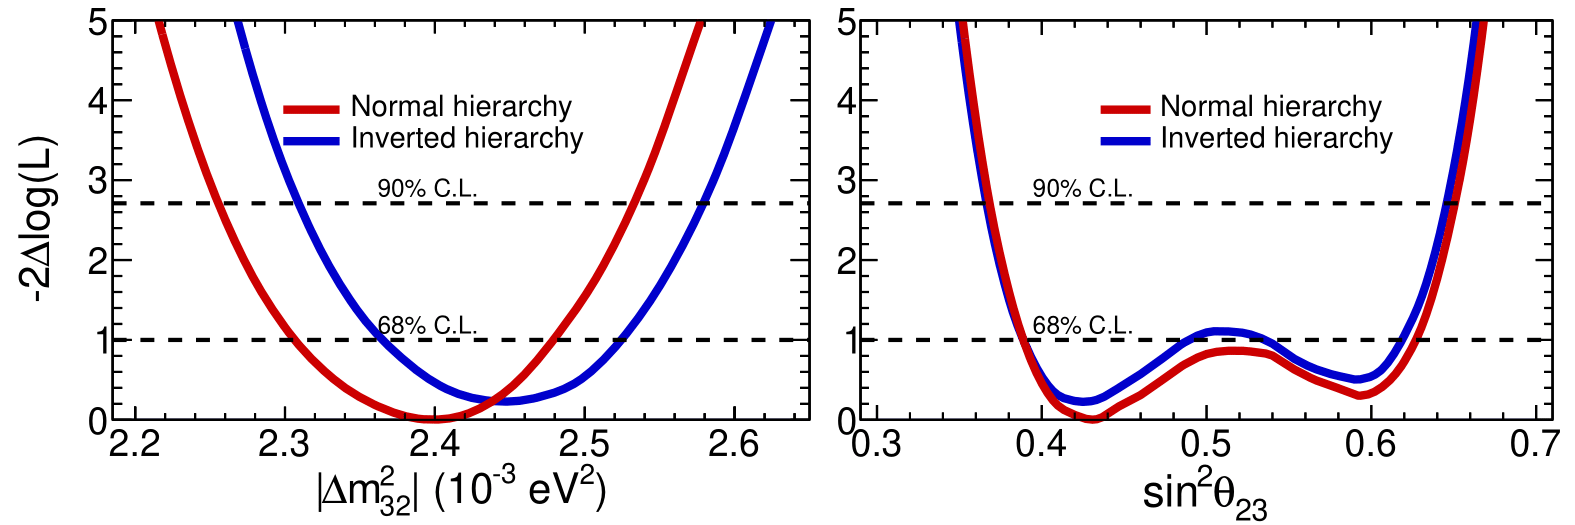 -2Δlog(L)
5
4
3
2
1
0
Normal hierarchy
Inverted hierarchy
90% C.L.
68% C.L.
2.2 2.3 2.4 2.5 2.6
|Δm²₃₂| (10⁻³ eV²)
5
4
3
2
1
0
Normal hierarchy
Inverted hierarchy
90% C.L.
68% C.L.
0.3 0.4 0.5 0.6 0.7
sin²θ₂₃